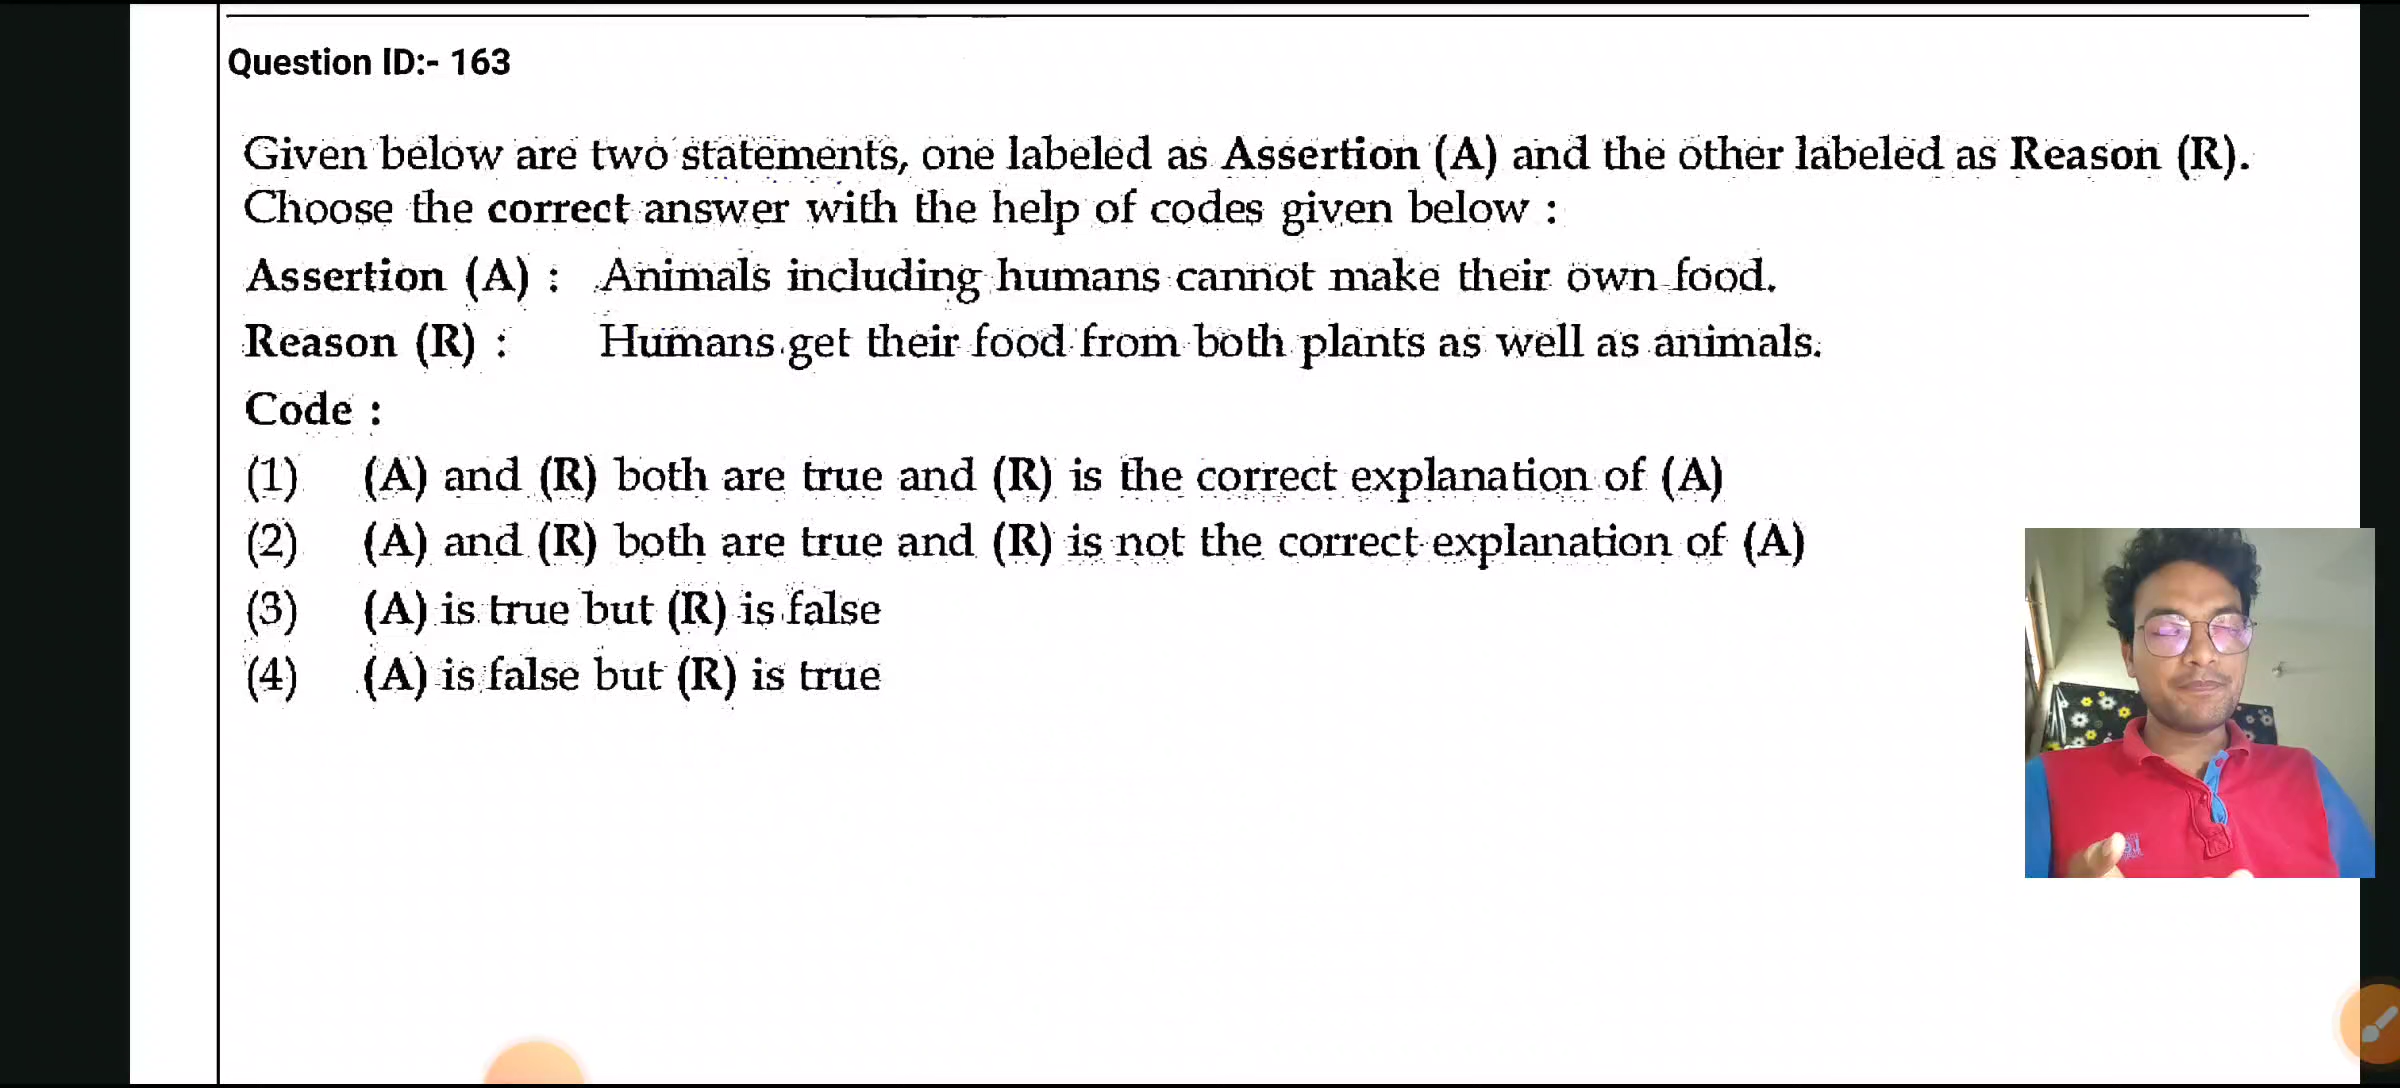 Question ID:- 163
Given below are two statements, one labeled as Assertion (A) and the other labeled as Reason (R).
Choose the correct answer with the help of codes given below :
Assertion (A) : Animals including humans cannot make their own food.
Reason (R) : Humans get their food from both plants as well as animals.
Code :
(1) (A) and (R) both are true and (R) is the correct explanation of (A)
(2) (A) and (R) both are true and (R) is not the correct explanation of (A)
(3) (A) is true but (R) is false
(4) (A) is false but (R) is true